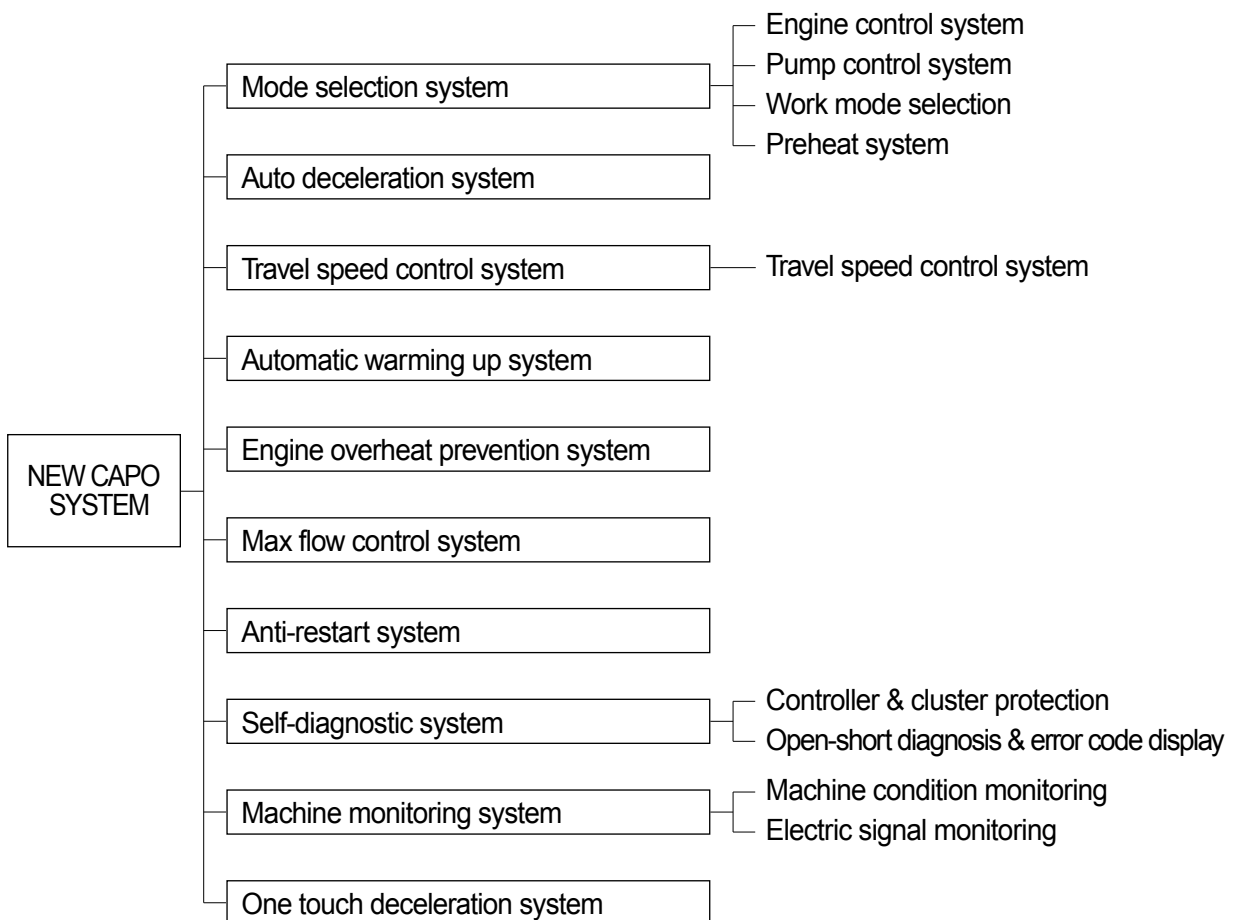 Engine control system
Pump control system
Mode selection system
Work mode selection
Preheat system
Auto deceleration system
Travel speed control system
Travel speed control system
Automatic warming up system
Engine overheat prevention system
NEW CAPO
SYSTEM
Max flow control system
Anti-restart system
Self-diagnostic system
Controller & cluster protection
Open-short diagnosis & error code display
Machine monitoring system
Machine condition monitoring
Electric signal monitoring
One touch deceleration system